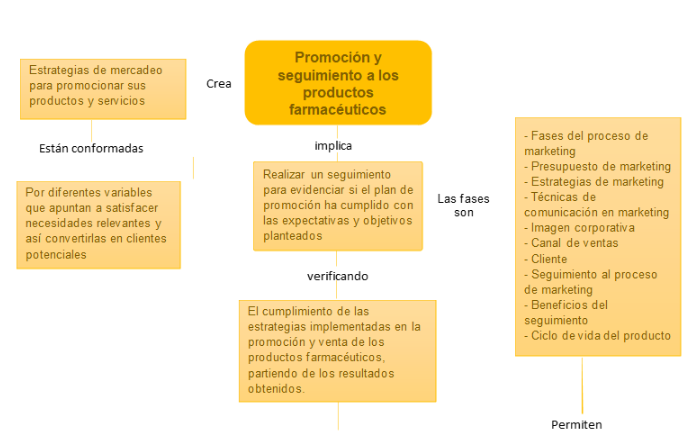 Promoción y
seguimiento a los
productos
farmacéuticos
Crea
Estrategias de mercadeo
para promocionar sus
productos y servicios
Están conformadas
Por diferentes variables
que apuntan a satisfacer
necesidades relevantes y
así convertirlas en clientes
potenciales
implica
Realizar un seguimiento
para evidenciar si el plan de
promoción ha cumplido con
las expectativas y objetivos
planteados
verificando
El cumplimiento de las
estrategias implementadas en la
promoción y venta de los
productos farmacéuticos,
partiendo de los resultados
obtenidos.
Las fases
son
- Fases del proceso de
marketing
- Presupuesto de marketing
- Estrategias de marketing
- Técnicas de
comunicación en marketing
- Imagen corporativa
- Canal de ventas
- Cliente
- Seguimiento al proceso
de marketing
- Beneficios del
seguimiento
- Ciclo de vida del producto
Permiten